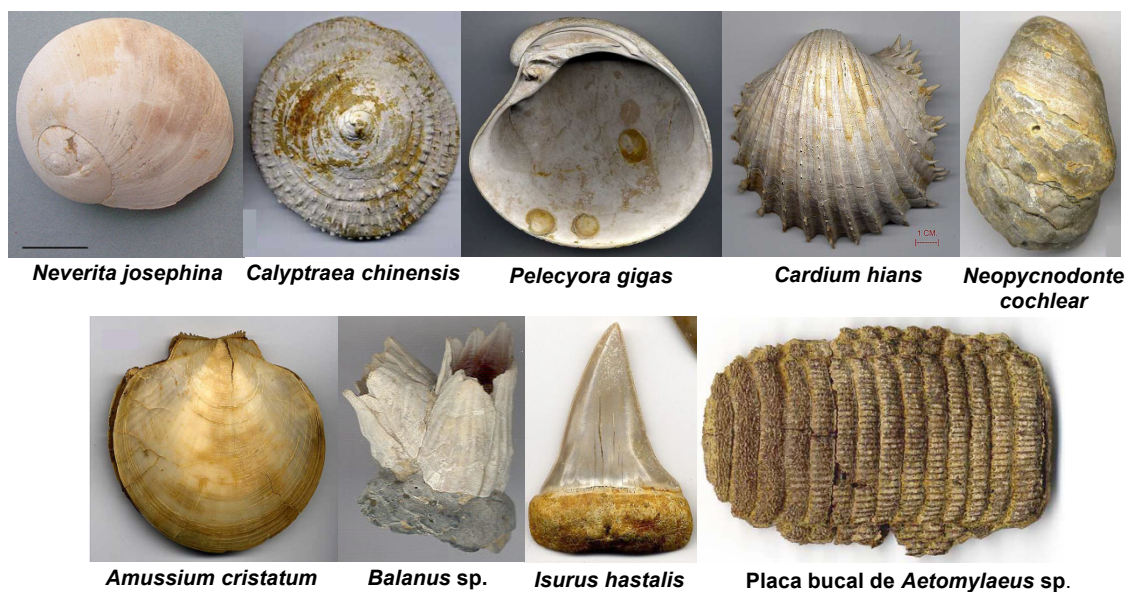 Neverita josephina
Calyptraea chinensis
Pelecyora gigas
1 CM.
Cardium hians
Neopycnodonte
cochlear
Amussium cristatum
Balanus sp.
Isurus hastalis
Placa bucal de Aetomylaeus sp.